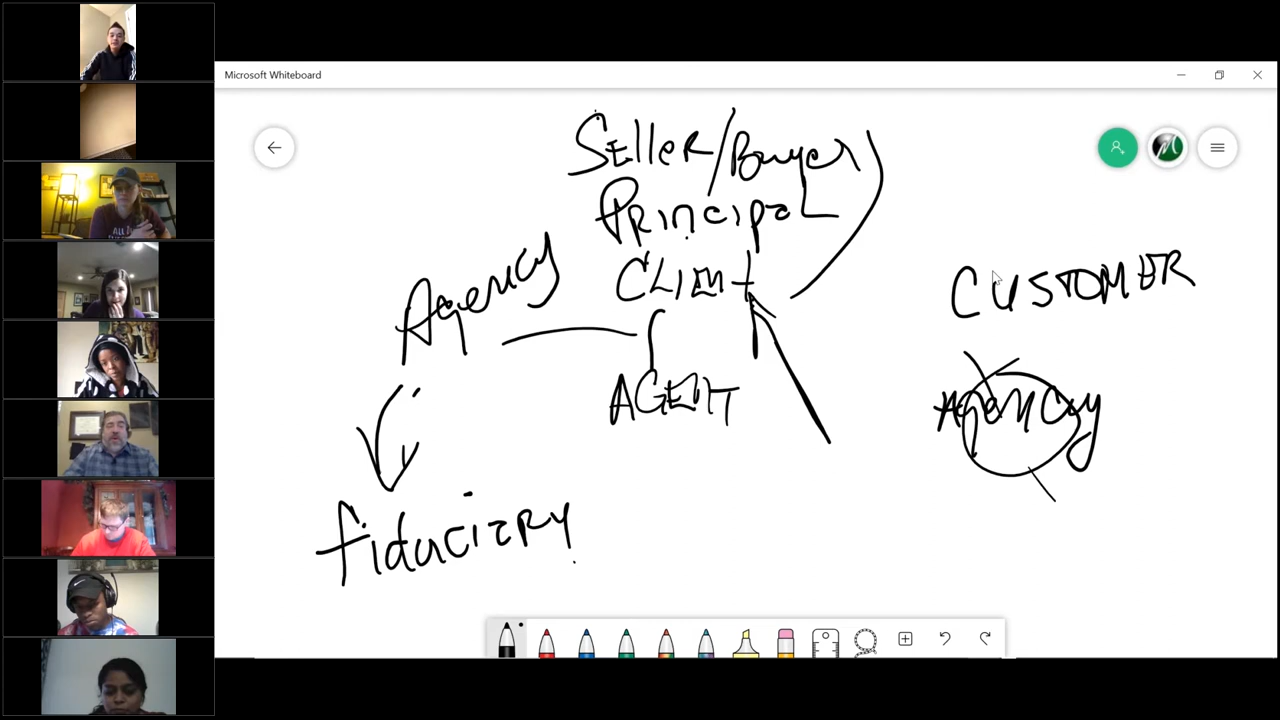 Microsoft Whiteboard
SELLER/Buyer
PRINCIPAL
CLIENT
Agency
CUSTOMER
AGENT
Agency
fiduciary